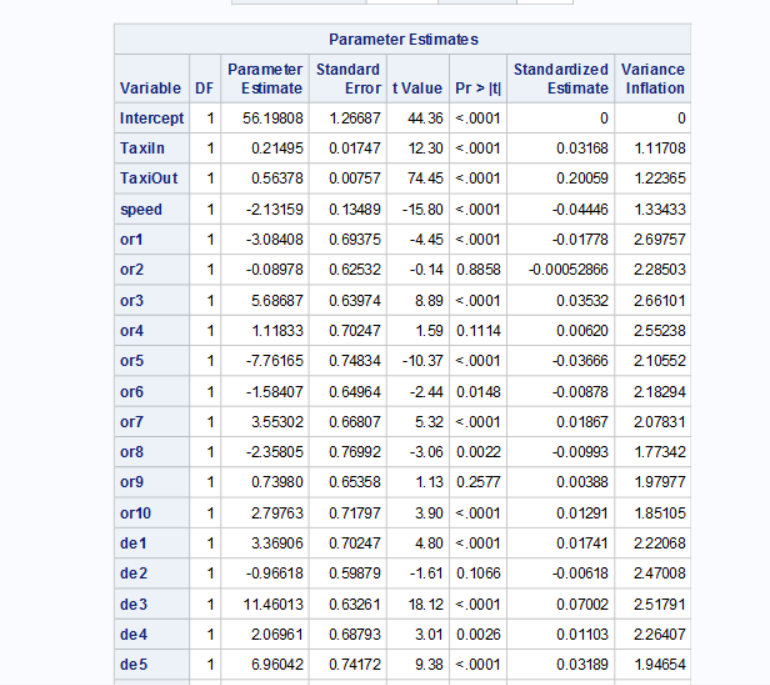 Parameter Estimates
Variable DF Parameter Estimate Standard Error t Value Pr > |t| Standardized Estimate Variance Inflation
Intercept 1 56.19808 1.26687 44.36 <.0001 0 0
TaxiIn 1 0.21495 0.01747 12.30 <.0001 0.03168 1.11708
TaxiOut 1 0.56378 0.00757 74.45 <.0001 0.20059 1.22365
speed 1 -2.13159 0.13489 -15.80 <.0001 -0.04446 1.33433
or1 1 -3.08408 0.69375 -4.45 <.0001 -0.01778 2.69757
or2 1 -0.08978 0.62532 -0.14 0.8858 -0.00052866 2.28503
or3 1 5.68687 0.63974 8.89 <.0001 0.03532 2.66101
or4 1 1.11833 0.70247 1.59 0.1114 0.00620 2.55238
or5 1 -7.76165 0.74834 -10.37 <.0001 -0.03666 2.10552
or6 1 -1.58407 0.64964 -2.44 0.0148 -0.00878 2.18294
or7 1 3.55302 0.66807 5.32 <.0001 0.01867 2.07831
or8 1 -2.35805 0.76992 -3.06 0.0022 -0.00993 1.77342
or9 1 0.73980 0.65358 1.13 0.2577 0.00388 1.97977
or10 1 2.79763 0.71797 3.90 <.0001 0.01291 1.85105
de1 1 3.36906 0.70247 4.80 <.0001 0.01741 2.22068
de2 1 -0.96618 0.59879 -1.61 0.1066 -0.00618 2.47008
de3 1 11.46013 0.63261 18.12 <.0001 0.07002 2.51791
de4 1 2.06961 0.68793 3.01 0.0026 0.01103 2.26407
de5 1 6.96042 0.74172 9.38 <.0001 0.03189 1.94654